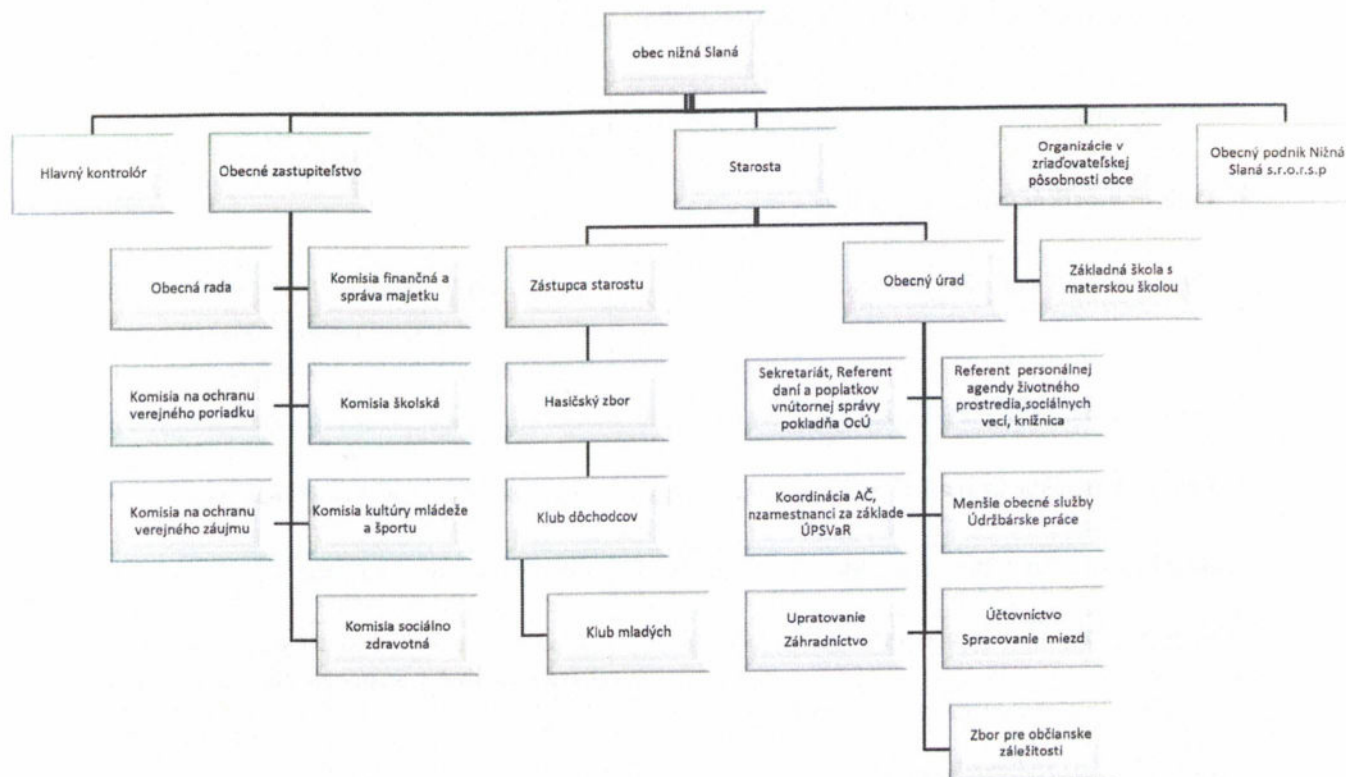 obec nižná Slaná
Hlavný kontrolór
Obecné zastupiteľstvo
Starosta
Organizácie v
zriaďovateľskej
pôsobnosti obce
Obecný podnik Nižná
Slaná s.r.o.r.s.p
Obecná rada
Komisia finančná a
správa majetku
Zástupca starostu
Obecný úrad
Základná škola s
materskou školou
Komisia na ochranu
verejného poriadku
Komisia školská
Hasičský zbor
Sekretariát, Referent
daní a poplatkov
vnútornej správy
pokladňa OcÚ
Referent personálnej
agendy životného
prostredia,sociálnych
vecí, knižnica
Komisia na ochranu
verejného záujmu
Komisia kultúry mládeže
a športu
Klub dôchodcov
Koordinácia AČ,
nzamestnanci za základe
ÚPSVaR
Menšie obecné služby
Údržbárske práce
Komisia sociálno
zdravotná
Klub mladých
Upratovanie
Záhradníctvo
Účtovníctvo
Spracovanie miezd
Zbor pre občianske
záležitosti